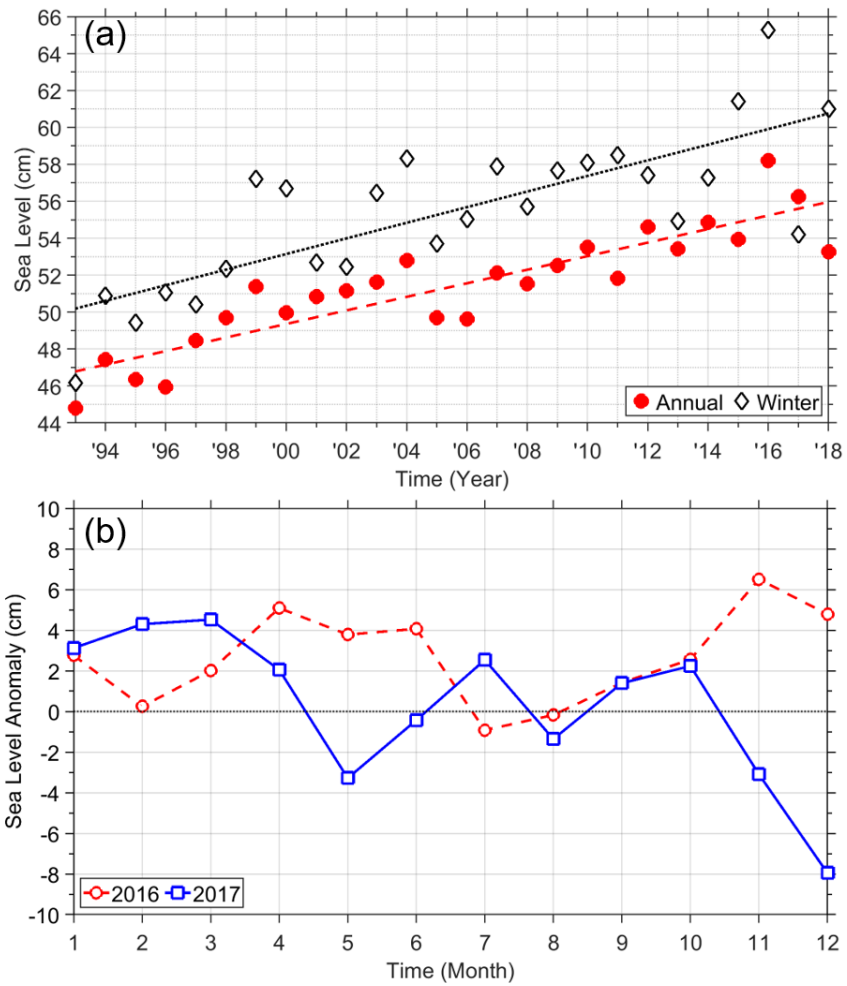 (a)
Sea Level (cm)
66
64
62
60
58
56
54
52
50
48
46
44
Annual Winter
'94 '96 '98 '00 '02 '04 '06 '08 '10 '12 '14 '16 '18
Time (Year)
(b)
Sea Level Anomaly (cm)
10
8
6
4
2
0
-2
-4
-6
-8
-10
2016 2017
1 2 3 4 5 6 7 8 9 10 11 12
Time (Month)